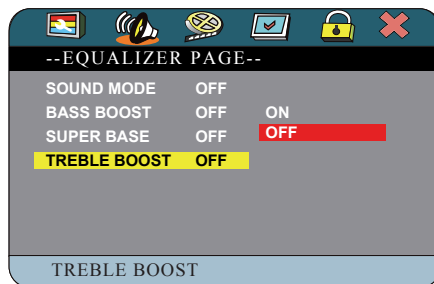 --EQUALIZER PAGE--
SOUND MODE OFF
BASS BOOST OFF ON
SUPER BASE OFF OFF
TREBLE BOOST OFF
TREBLE BOOST